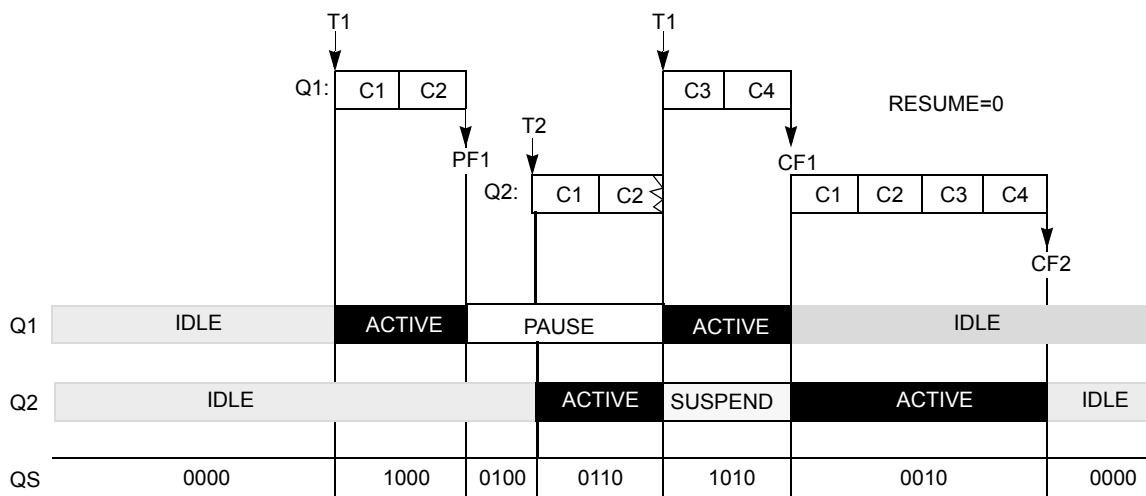 T1 T1
Q1: C1 C2 C3 C4
RESUME=0
T2
PF1 CF1
Q2: C1 C2 C1 C2 C3 C4
CF2
Q1 IDLE ACTIVE PAUSE ACTIVE IDLE
Q2 IDLE ACTIVE SUSPEND ACTIVE IDLE
QS 0000 1000 0100 0110 1010 0010 0000